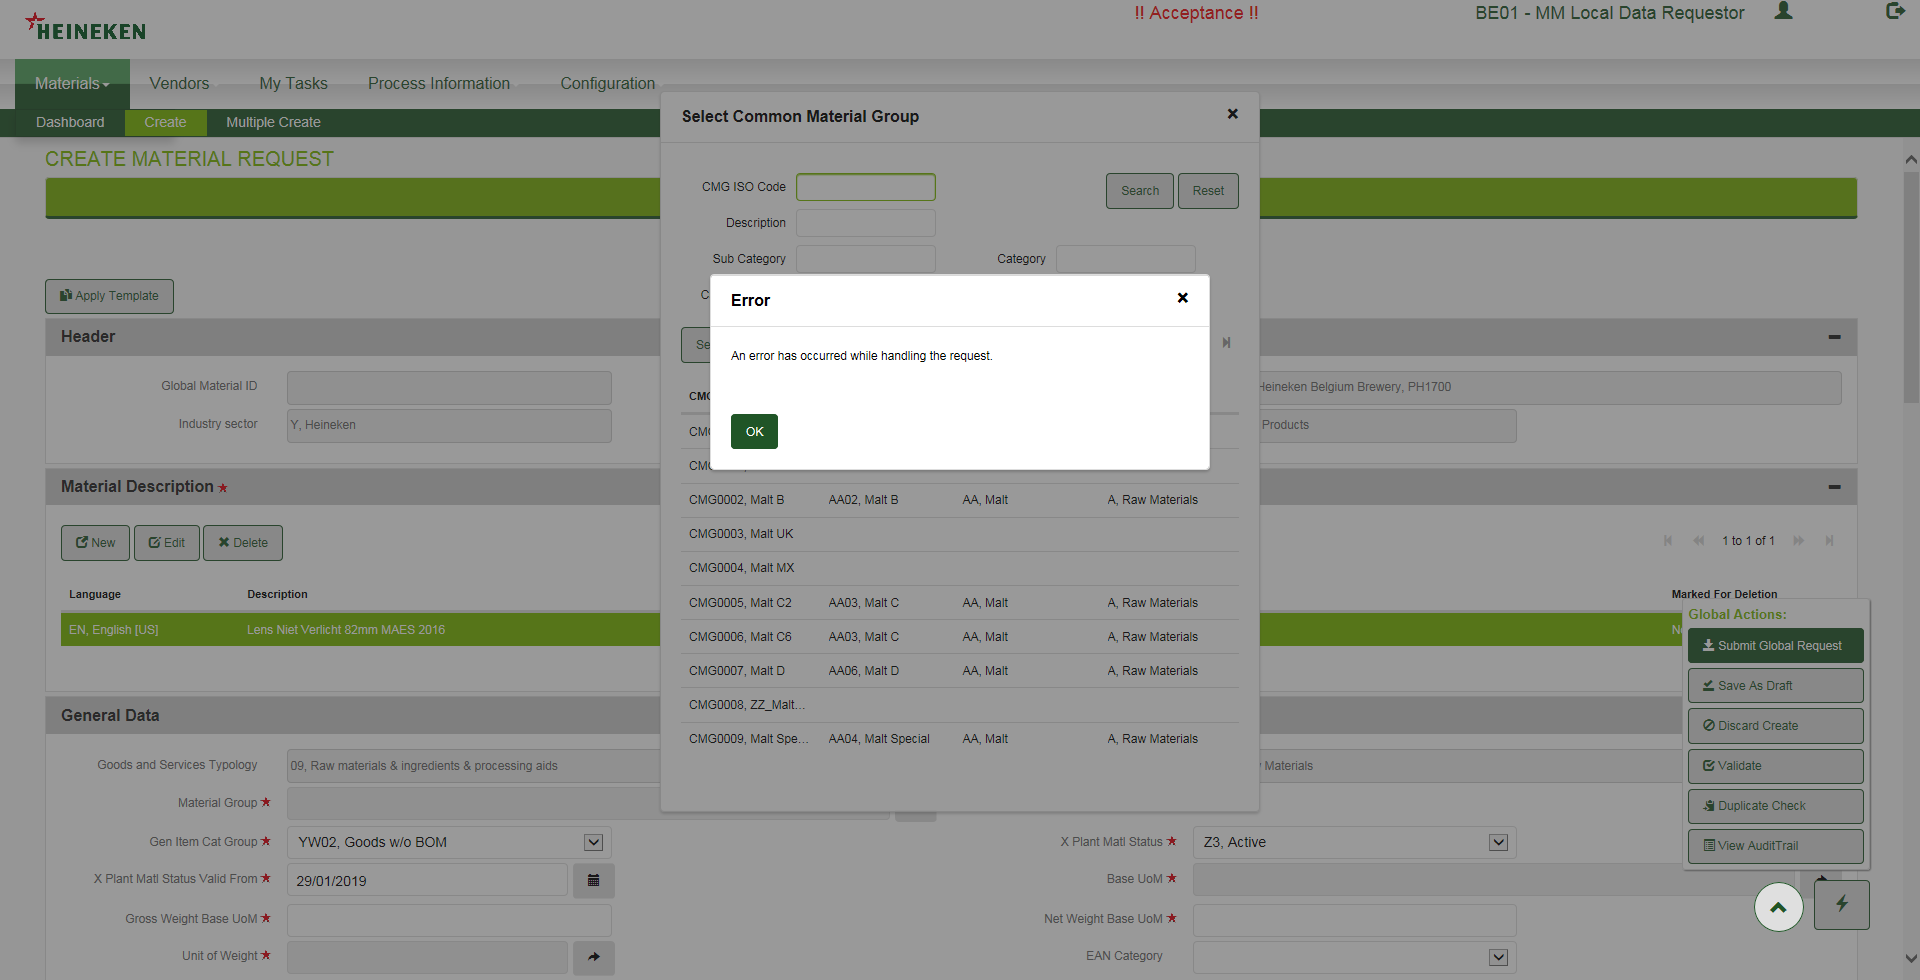 HEINEKEN
!! Acceptance !!
BE01 - MM Local Data Requestor
Materials
Vendors
My Tasks
Process Information
Configuration
Dashboard
Create
Multiple Create
CREATE MATERIAL REQUEST
Select Common Material Group
CMG ISO Code
Search
Reset
Description
Sub Category
Category
Apply Template
Error
An error has occurred while handling the request.
OK
Header
Global Material ID
Heineken Belgium Brewery, PH1700
Industry sector
Y, Heineken
Products
Material Description
New
Edit
Delete
1 to 1 of 1
Language
Description
Marked For Deletion
EN, English [US]
Lens Niet Verlicht 82mm MAES 2016
CMG0002, Malt B
AA02, Malt B
AA, Malt
A, Raw Materials
CMG0003, Malt UK
CMG0004, Malt MX
CMG0005, Malt C2
AA03, Malt C
AA, Malt
A, Raw Materials
CMG0006, Malt C6
AA03, Malt C
AA, Malt
A, Raw Materials
CMG0007, Malt D
AA06, Malt D
AA, Malt
A, Raw Materials
CMG0008, ZZ_Malt...
CMG0009, Malt Spe...
AA04, Malt Special
AA, Malt
A, Raw Materials
Global Actions:
Submit Global Request
Save As Draft
Discard Create
Validate
Duplicate Check
View AuditTrail
General Data
Goods and Services Typology
09, Raw materials & ingredients & processing aids
Materials
Material Group
Gen Item Cat Group
YW02, Goods w/o BOM
X Plant Matl Status
Z3, Active
X Plant Matl Status Valid From
29/01/2019
Base UoM
Gross Weight Base UoM
Net Weight Base UoM
Unit of Weight
EAN Category